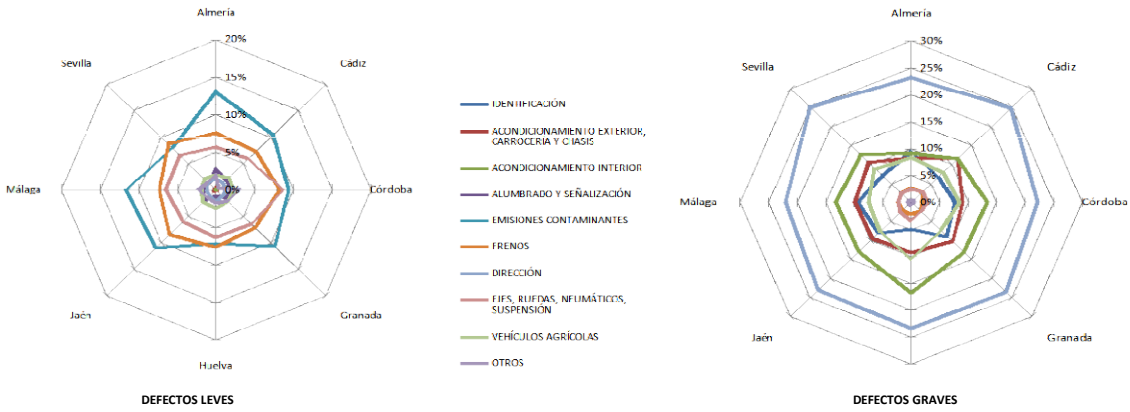 Almería
20%
Sevilla
Cádiz
15%
10%
5%
Málaga
0%
Córdoba
Jaén
Granada
Huelva
DEFECTOS LEVES
IDENTIFICACIÓN
ACONDICIONAMIENTO EXTERIOR,
CARROCERIA Y CHASIS
ACONDICIONAMIENTO INTERIOR
ALUMBRADO Y SEÑALIZACIÓN
EMISIONES CONTAMINANTES
FRENOS
DIRECCIÓN
EJES, RUEDAS, NEUMÁTICOS,
SUSPENSIÓN
VEHÍCULOS AGRÍCOLAS
OTROS
Almería
30%
Sevilla
Cádiz
25%
20%
15%
10%
5%
Málaga
0%
Córdoba
Jaén
Granada
DEFECTOS GRAVES